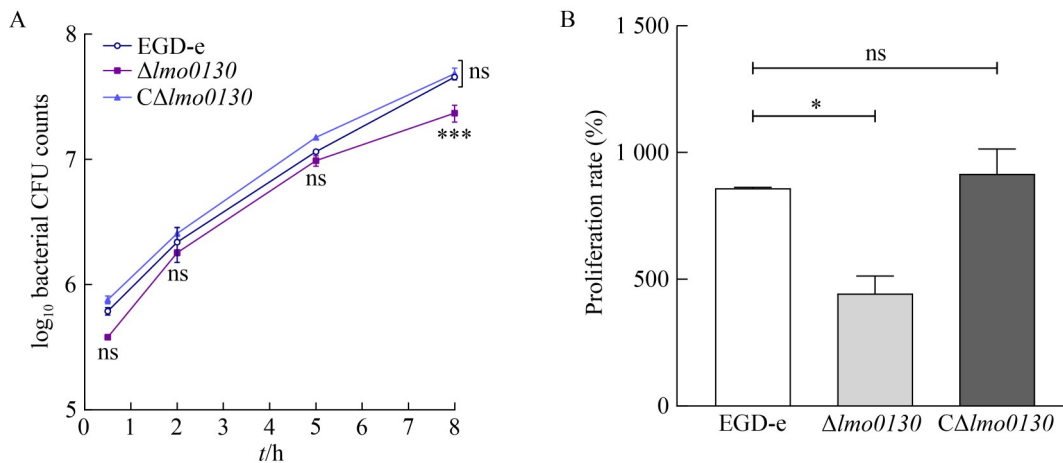 A
EGD-e
Δlmo0130
CΔlmo0130
log10 bacterial CFU counts
8
7
6
5
ns
ns
ns
***
ns
0 1 2 3 4 5 6 7 8
t/h
B
Proliferation rate (%)
1 500
1 000
500
0
ns
*
EGD-e Δlmo0130 CΔlmo0130